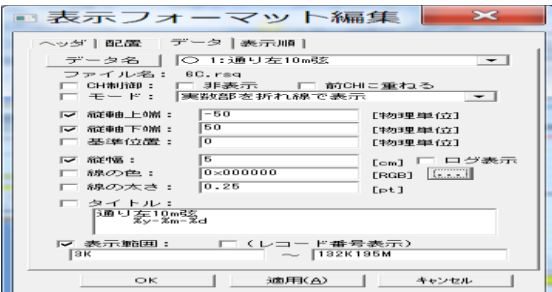 表示フォーマット編集
ヘッダ 配置 データ 表示順
データ名 ○ 1:通り左10m弦
ファイル名: 6C.rsq
CH制御: 非表示 前CHに重ねる
モード: 実数部を折れ線で表示
縦軸上端: -50 [物理単位]
縦軸下端: 50 [物理単位]
基準位置: 0 [物理単位]
縦幅: 5 [cm] ログ表示
線の色: 0x000000 [RGB] ...
線の太さ: 0.25 [pt]
タイトル:
通り左10m弦
%y-%m-%d
表示範囲: (レコード番号表示)
3K ～ 132K195M
OK 適用(A) キャンセル